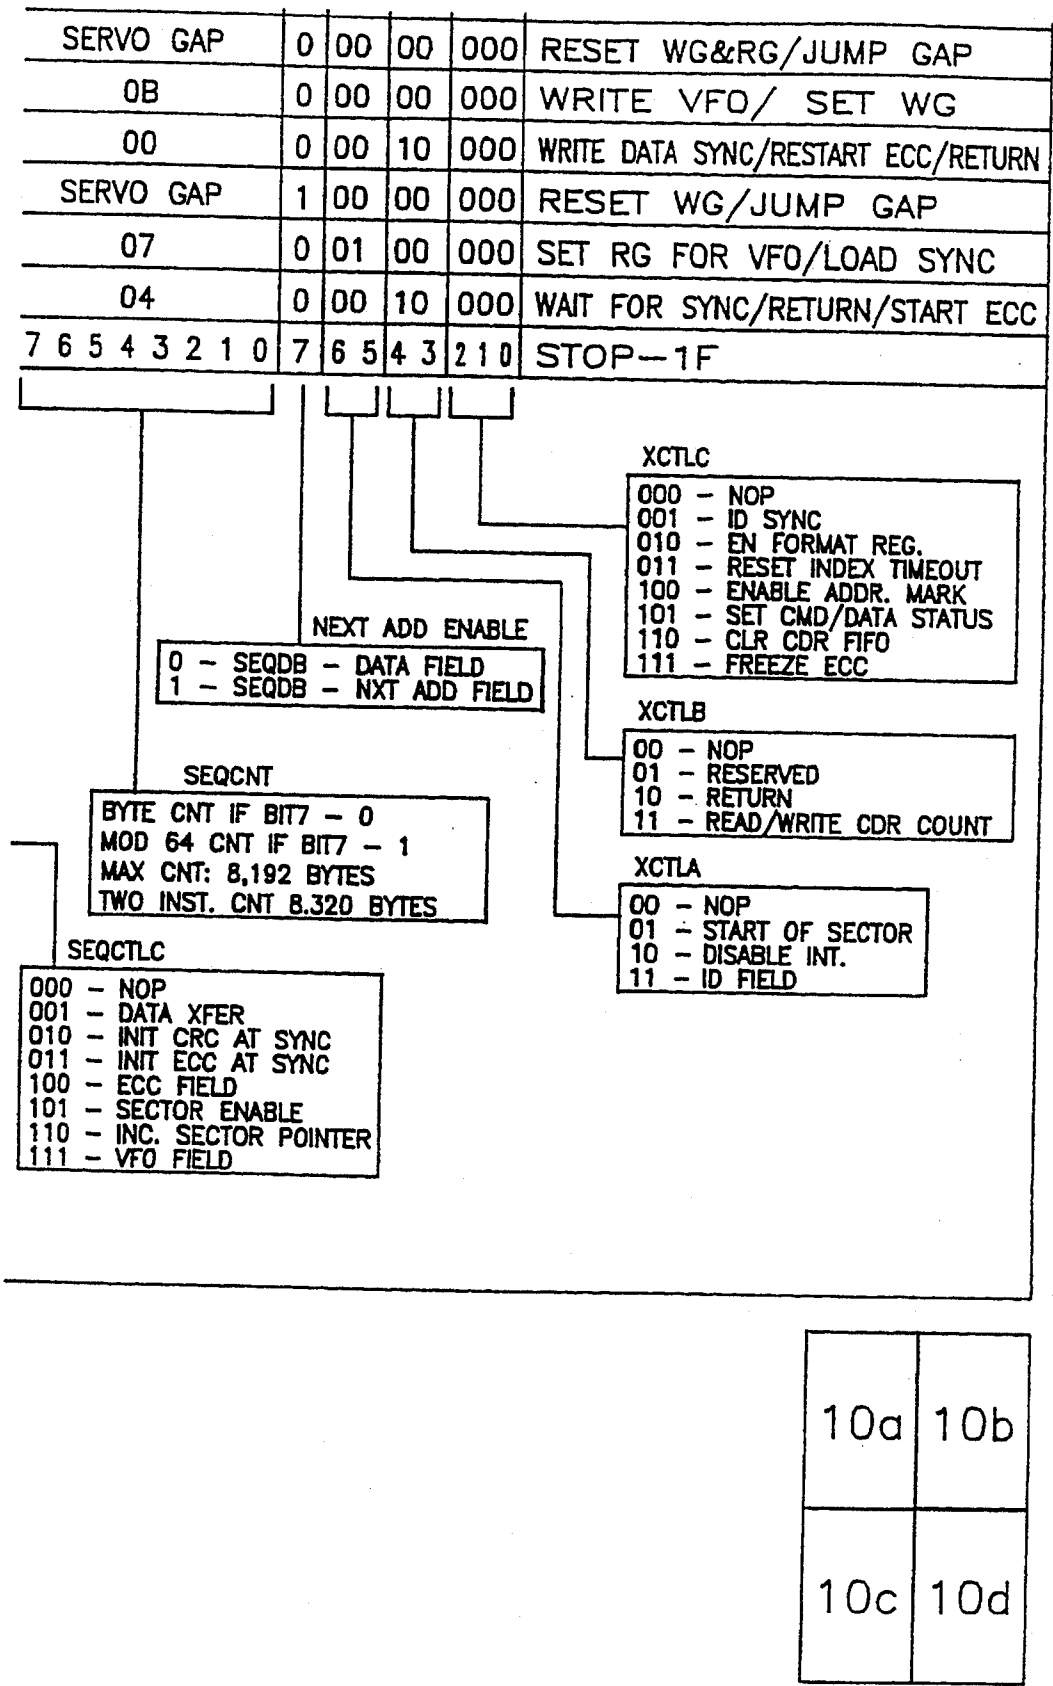 SERVO GAP 0 00 00 000 RESET WG&RG/JUMP GAP
0B 0 00 00 000 WRITE VFO/ SET WG
00 0 00 10 000 WRITE DATA SYNC/RESTART ECC/RETURN
SERVO GAP 1 00 00 000 RESET WG/JUMP GAP
07 0 01 00 000 SET RG FOR VFO/LOAD SYNC
04 0 00 10 000 WAIT FOR SYNC/RETURN/START ECC
7 6 5 4 3 2 1 0 7 6 5 4 3 2 1 0 STOP-1F
XCTLC
000 - NOP
001 - ID SYNC
010 - EN FORMAT REG.
011 - RESET INDEX TIMEOUT
100 - ENABLE ADDR. MARK
101 - SET CMD/DATA STATUS
110 - CLR CDR FIFO
111 - FREEZE ECC
NEXT ADD ENABLE
0 - SEQDB - DATA FIELD
1 - SEQDB - NXT ADD FIELD
XCTLB
00 - NOP
01 - RESERVED
10 - RETURN
11 - READ/WRITE CDR COUNT
SEQCNT
BYTE CNT IF BIT7 - 0
MOD 64 CNT IF BIT7 - 1
MAX CNT: 8,192 BYTES
TWO INST. CNT 8.320 BYTES
XCTLA
00 - NOP
01 - START OF SECTOR
10 - DISABLE INT.
11 - ID FIELD
SEQCTLC
000 - NOP
001 - DATA XFER
010 - INIT CRC AT SYNC
011 - INIT ECC AT SYNC
100 - ECC FIELD
101 - SECTOR ENABLE
110 - INC. SECTOR POINTER
111 - VFO FIELD
10a 10b
10c 10d